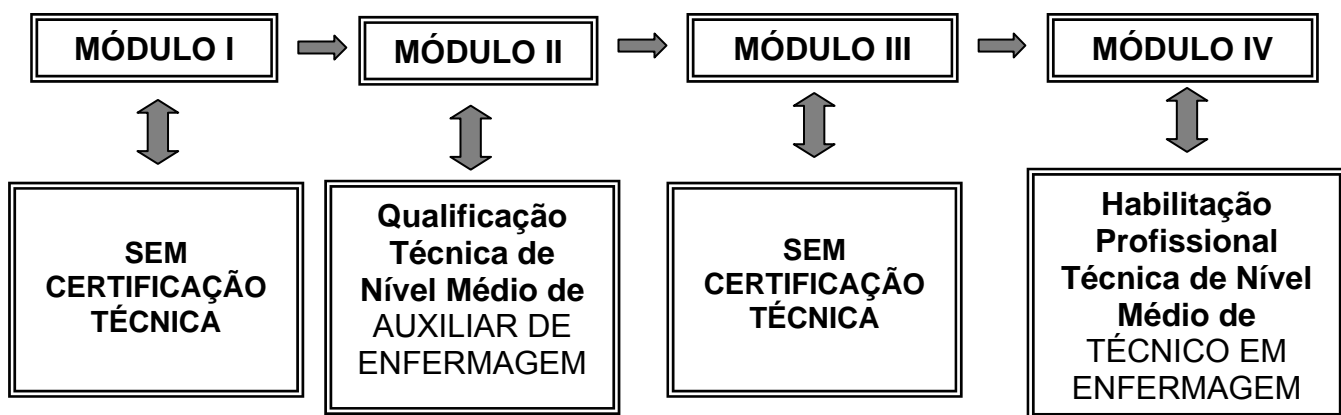 MÓDULO I
MÓDULO II
MÓDULO III
MÓDULO IV
SEM
CERTIFICAÇÃO
TÉCNICA
Qualificação
Técnica de
Nível Médio de
AUXILIAR DE
ENFERMAGEM
SEM
CERTIFICAÇÃO
TÉCNICA
Habilitação
Profissional
Técnica de Nível
Médio de
TÉCNICO EM
ENFERMAGEM